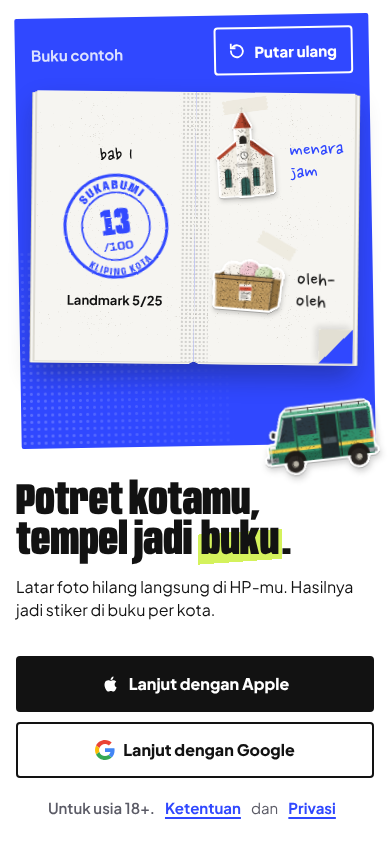 Buku contoh
Putar ulang
bab 1
SUKABUMI
13
/100
KLIPING KOTA
Landmark 5/25
menara
jam
oleh-
oleh
Potret kotamu,
tempel jadi buku.
Latar foto hilang langsung di HP-mu. Hasilnya
jadi stiker di buku per kota.
Lanjut dengan Apple
Lanjut dengan Google
Untuk usia 18+. Ketentuan dan Privasi